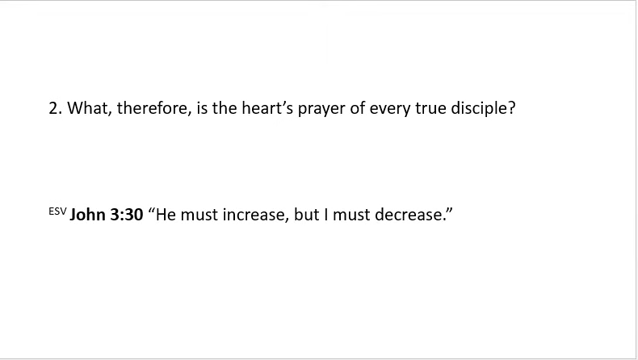 2. What, therefore, is the heart’s prayer of every true disciple?
ESV John 3:30 “He must increase, but I must decrease.”